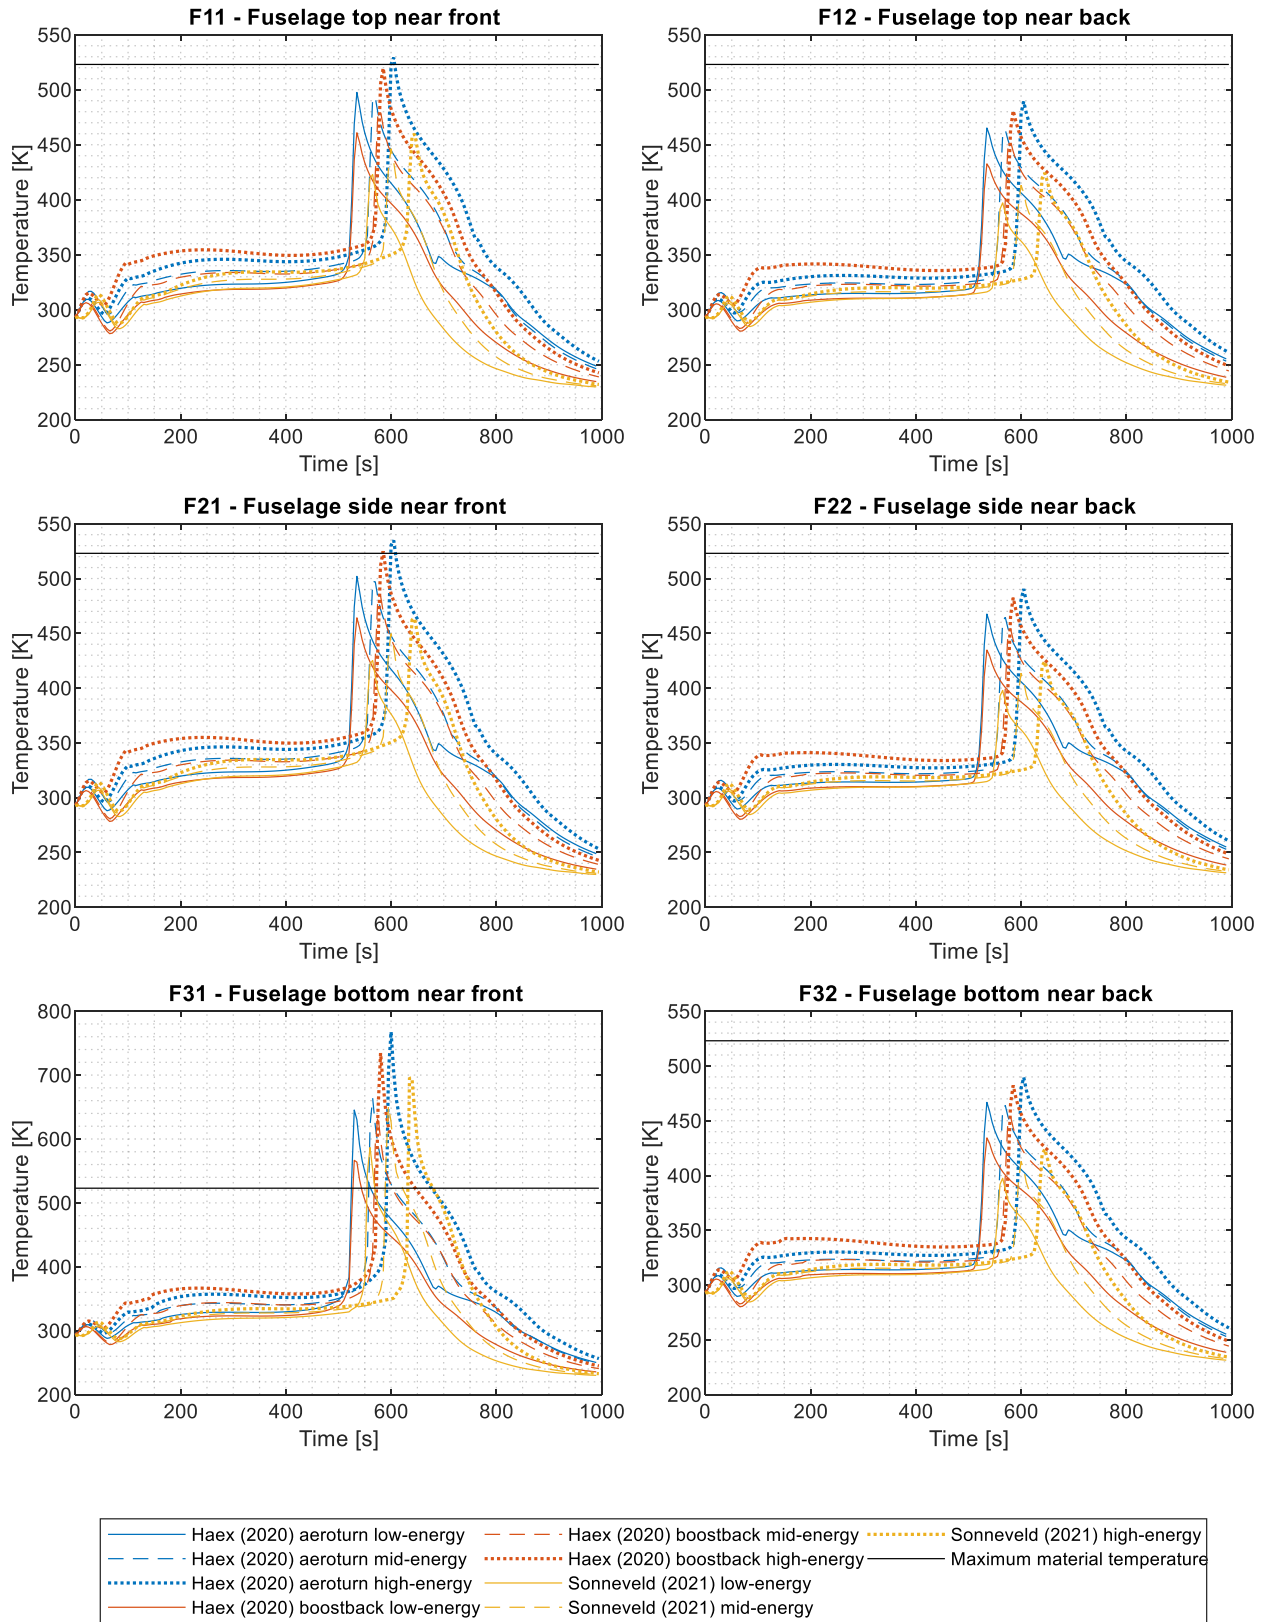 F11 - Fuselage top near front
550
500
450
400
350
300
250
200
Temperature [K]
0 200 400 600 800 1000
Time [s]
F12 - Fuselage top near back
550
500
450
400
350
300
250
200
Temperature [K]
0 200 400 600 800 1000
Time [s]
F21 - Fuselage side near front
550
500
450
400
350
300
250
200
Temperature [K]
0 200 400 600 800 1000
Time [s]
F22 - Fuselage side near back
550
500
450
400
350
300
250
200
Temperature [K]
0 200 400 600 800 1000
Time [s]
F31 - Fuselage bottom near front
800
700
600
500
400
300
200
Temperature [K]
0 200 400 600 800 1000
Time [s]
F32 - Fuselage bottom near back
550
500
450
400
350
300
250
200
Temperature [K]
0 200 400 600 800 1000
Time [s]
Haex (2020) aeroturn low-energy
Haex (2020) aeroturn mid-energy
Haex (2020) aeroturn high-energy
Haex (2020) boostback low-energy
Haex (2020) boostback mid-energy
Haex (2020) boostback high-energy
Sonneveld (2021) low-energy
Sonneveld (2021) mid-energy
Sonneveld (2021) high-energy
Maximum material temperature